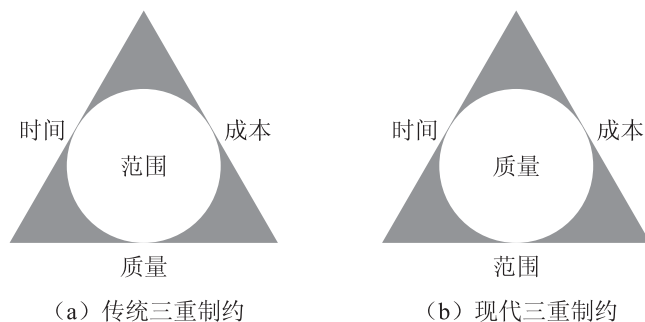 时间
成本
范围
质量
（a）传统三重制约
时间
成本
质量
范围
（b）现代三重制约